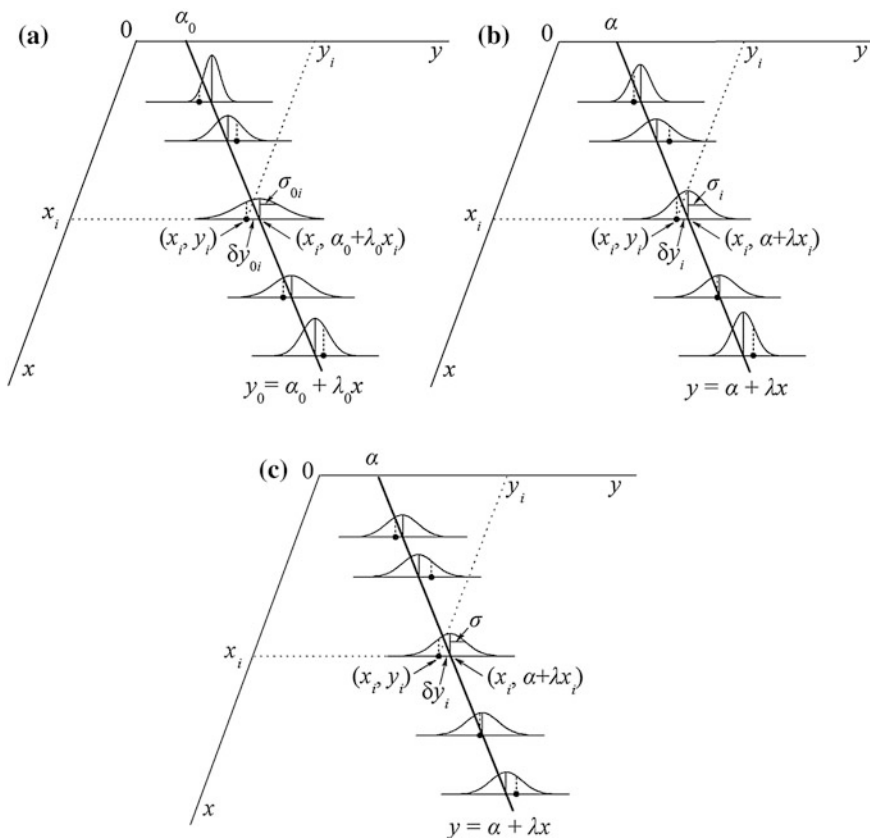 (a) 0 α₀ yᵢ y
xᵢ
σ₀ᵢ
(xᵢ, yᵢ) (xᵢ, α₀+λ₀xᵢ)
δy₀ᵢ
x
y₀= α₀ + λ₀x
(b) 0 α yᵢ y
xᵢ
σᵢ
(xᵢ, yᵢ) (xᵢ, α+λxᵢ)
δyᵢ
x
y = α + λx
(c) 0 α yᵢ y
xᵢ
σ
(xᵢ, yᵢ) (xᵢ, α+λxᵢ)
δyᵢ
x
y = α + λx